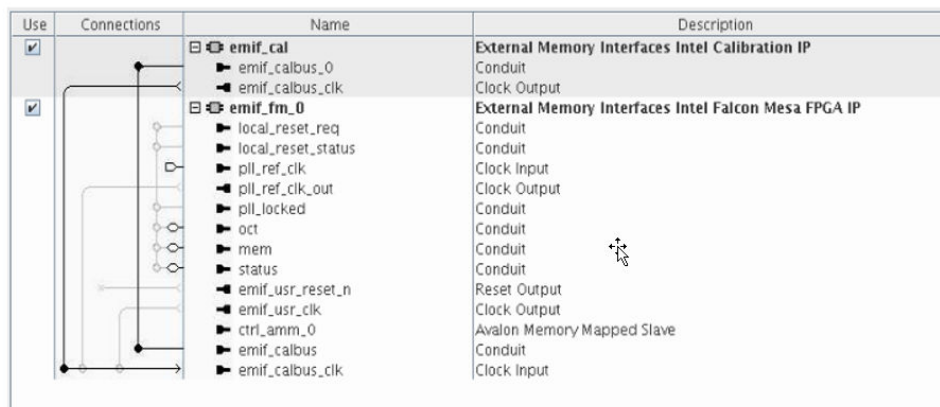 Use Connections Name Description
emif_cal External Memory Interfaces Intel Calibration IP
emif_calbus_0 Conduit
emif_calbus_clk Clock Output
emif_fm_0 External Memory Interfaces Intel Falcon Mesa FPGA IP
local_reset_req Conduit
local_reset_status Conduit
pll_ref_clk Clock Input
pll_ref_clk_out Clock Output
pll_locked Conduit
oct Conduit
mem Conduit
status Conduit
emif_usr_reset_n Reset Output
emif_usr_clk Clock Output
ctrl_amm_0 Avalon Memory Mapped Slave
emif_calbus Conduit
emif_calbus_clk Clock Input